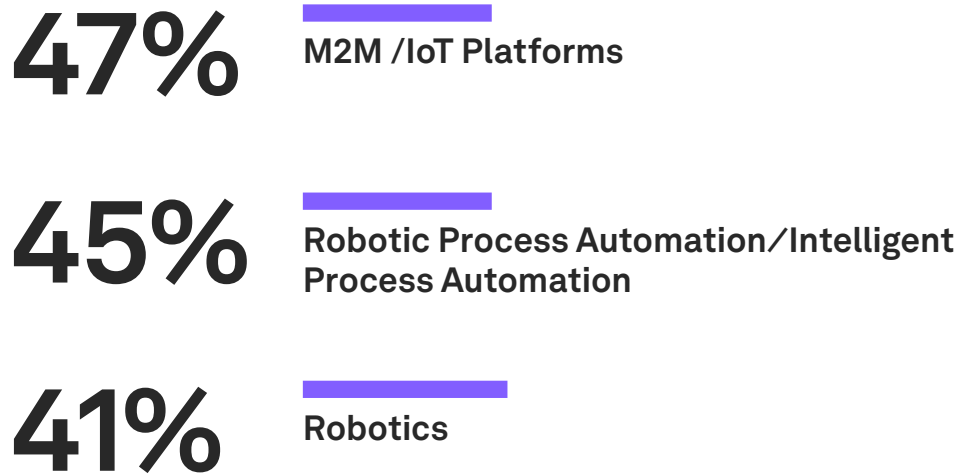 47%
M2M /IoT Platforms
45%
Robotic Process Automation/Intelligent
Process Automation
41%
Robotics